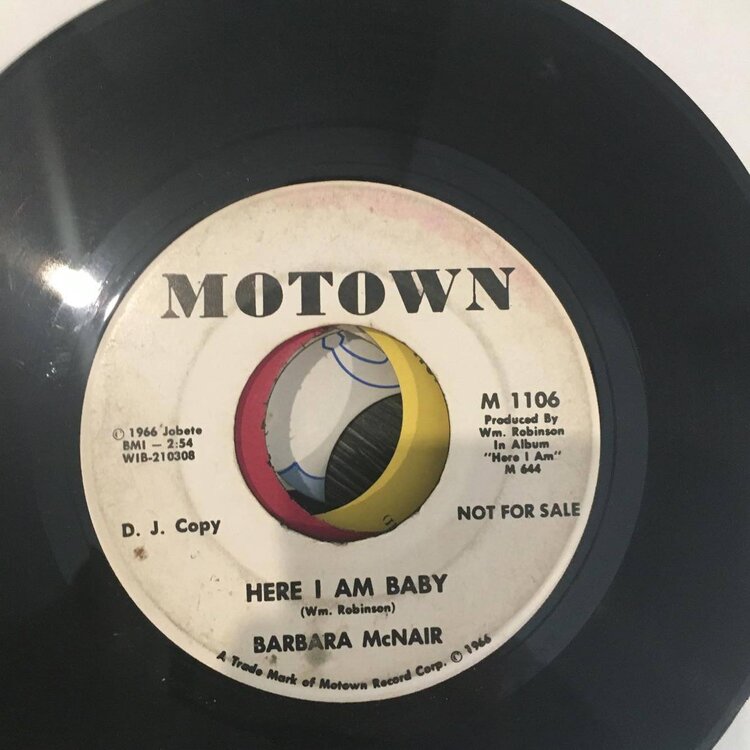 MOTOWN
© 1966 Jobete
BMI — 2:54
WIB-210308
D. J. Copy
M 1106
Produced By
Wm. Robinson
In Album
"Here I Am"
M 644
NOT FOR SALE
HERE I AM BABY
(Wm. Robinson)
BARBARA McNAIR
A Trade Mark of Motown Record Corp. © 1966